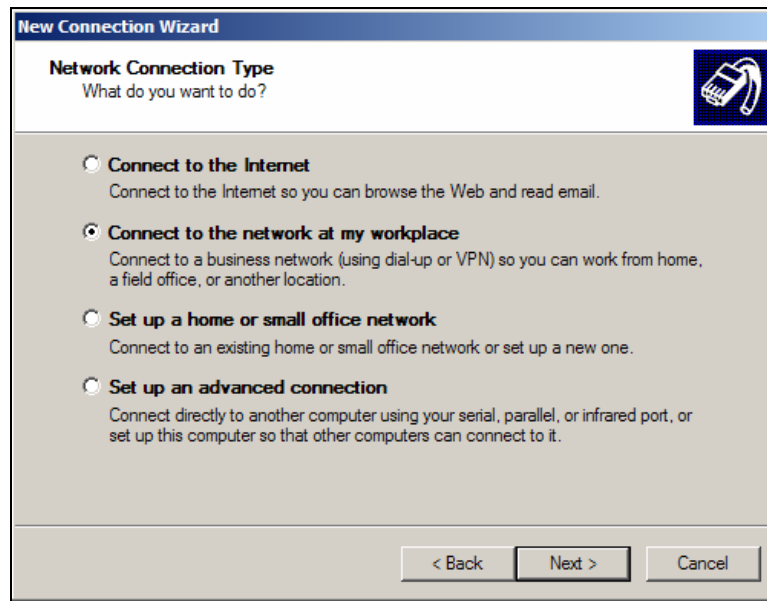 New Connection Wizard
Network Connection Type
What do you want to do?
Connect to the Internet
Connect to the Internet so you can browse the Web and read email.
Connect to the network at my workplace
Connect to a business network (using dial-up or VPN) so you can work from home,
a field office, or another location.
Set up a home or small office network
Connect to an existing home or small office network or set up a new one.
Set up an advanced connection
Connect directly to another computer using your serial, parallel, or infrared port, or
set up this computer so that other computers can connect to it.
< Back Next > Cancel